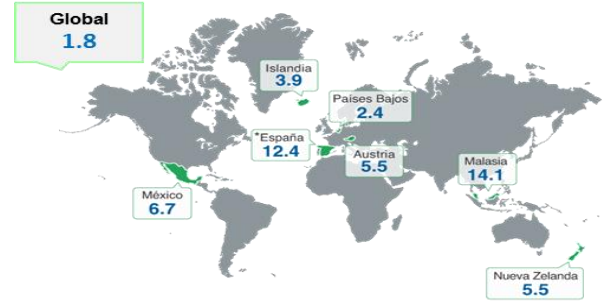 Global
1.8
Islandia
3.9
Países Bajos
2.4
*España
12.4
Austria
5.5
Malasia
14.1
México
6.7
Nueva Zelanda
5.5